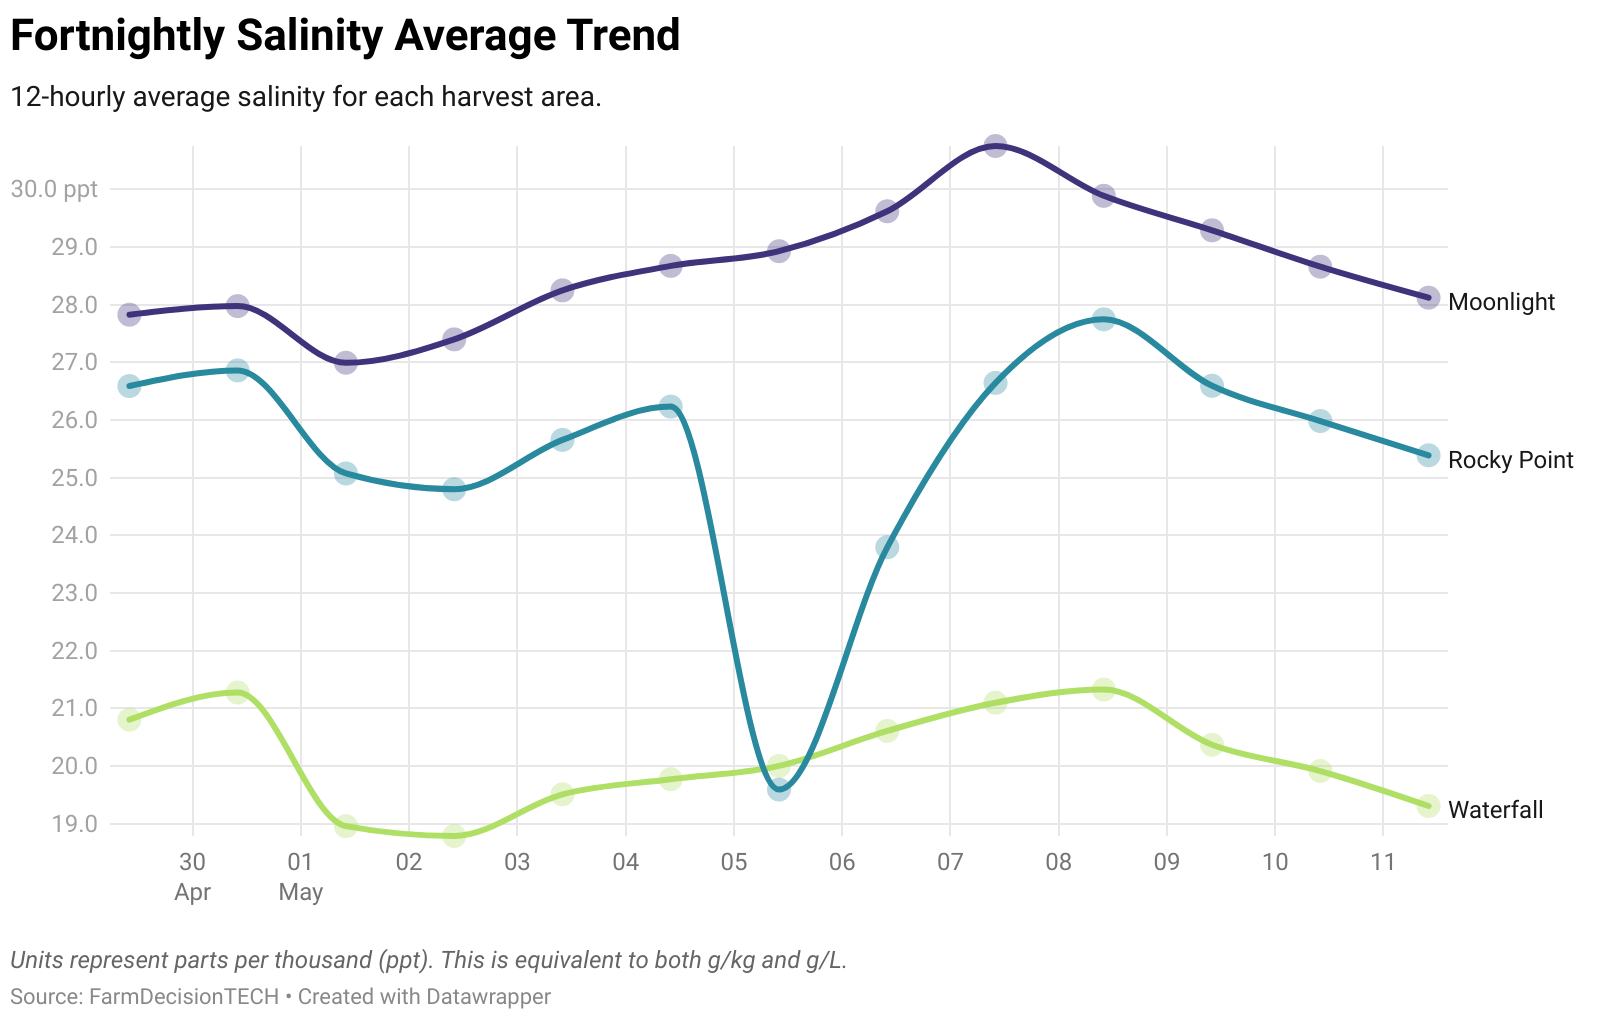 Fortnightly Salinity Average Trend
12-hourly average salinity for each harvest area.
30.0 ppt
29.0
28.0
27.0
26.0
25.0
24.0
23.0
22.0
21.0
20.0
19.0
Moonlight
Rocky Point
Waterfall
30 01 02 03 04 05 06 07 08 09 10 11
Apr May
Units represent parts per thousand (ppt). This is equivalent to both g/kg and g/L.
Source: FarmDecisionTECH • Created with Datawrapper